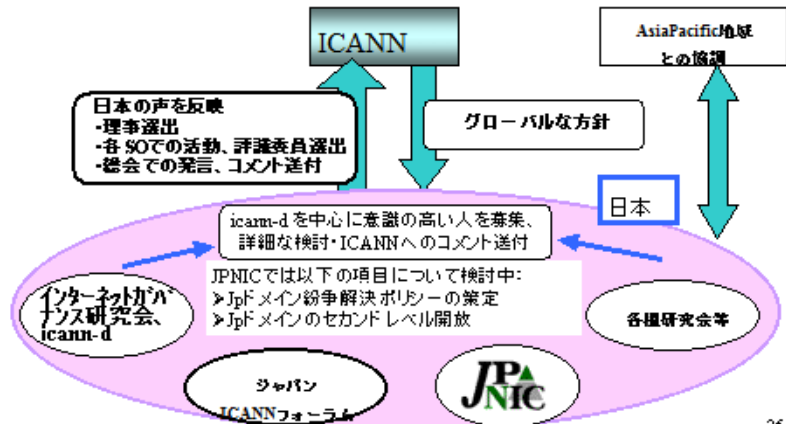 ICANN
AsiaPacific地域
との協調
日本の声を反映
-理事選出
-各SOでの活動、評議委員選出
-総会での発言、コメント送付
グローバルな方針
日本
icann-dを中心に意識の高い人を募集、
詳細な検討・ICANNへのコメント送付
JPNICでは以下の項目について検討中:
➢Jpドメイン紛争解決ポリシーの策定
➢Jpドメインのセカンドレベル開放
インターネットガバ
ナンス研究会、
icann-d
各種研究会等
ジャパン
ICANNフォーラム
JPNIC